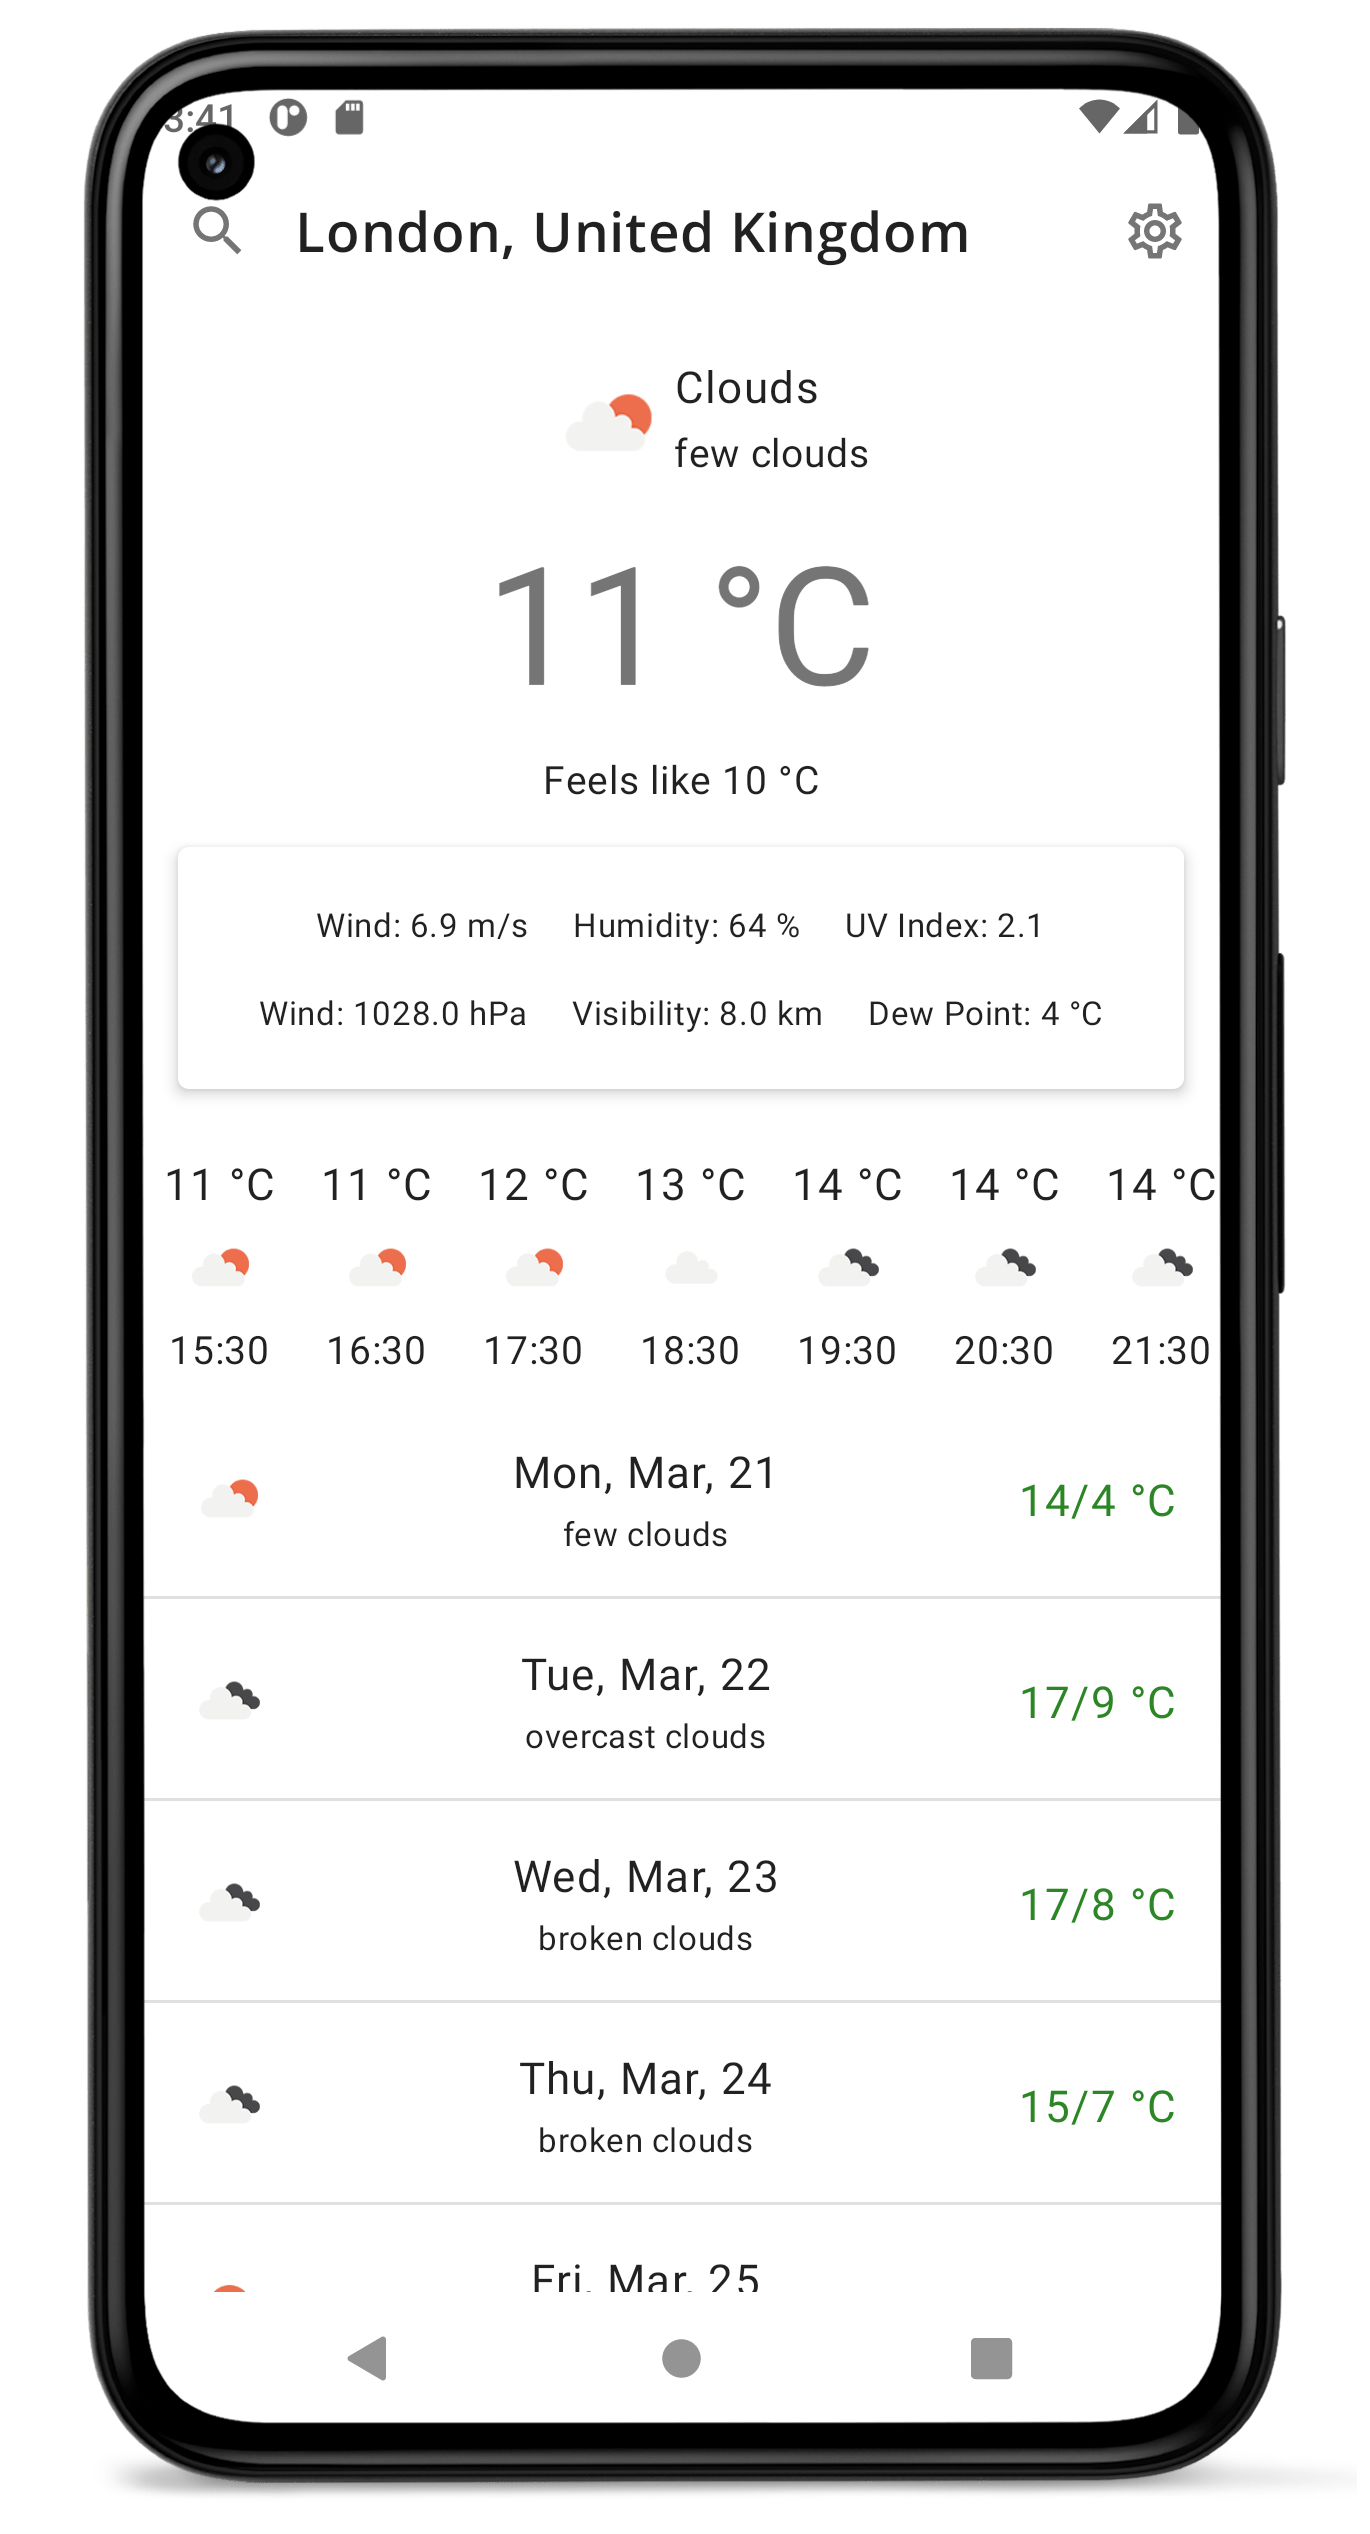 3:41
London, United Kingdom
Clouds
few clouds
11 °C
Feels like 10 °C
Wind: 6.9 m/s Humidity: 64 % UV Index: 2.1
Wind: 1028.0 hPa Visibility: 8.0 km Dew Point: 4 °C
11 °C 11 °C 12 °C 13 °C 14 °C 14 °C 14 °C
15:30 16:30 17:30 18:30 19:30 20:30 21:30
Mon, Mar, 21
few clouds
14/4 °C
Tue, Mar, 22
overcast clouds
17/9 °C
Wed, Mar, 23
broken clouds
17/8 °C
Thu, Mar, 24
broken clouds
15/7 °C
Fri, Mar, 25